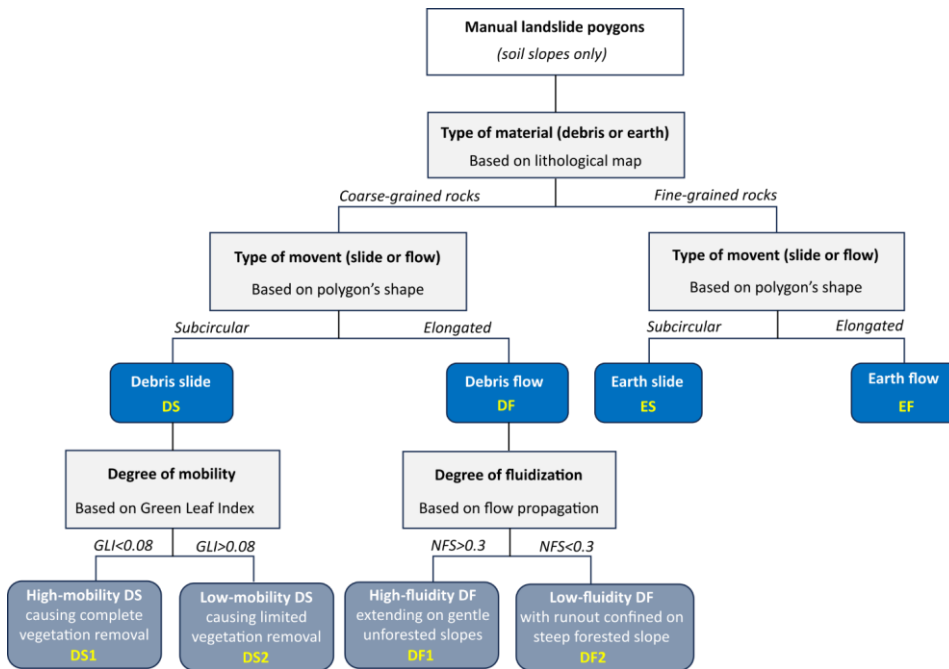 Manual landslide poygons
(soil slopes only)
Type of material (debris or earth)
Based on lithological map
Coarse-grained rocks
Fine-grained rocks
Type of movent (slide or flow)
Based on polygon's shape
Type of movent (slide or flow)
Based on polygon's shape
Subcircular
Elongated
Subcircular
Elongated
Debris slide
DS
Debris flow
DF
Earth slide
ES
Earth flow
EF
Degree of mobility
Based on Green Leaf Index
Degree of fluidization
Based on flow propagation
GLI<0.08
GLI>0.08
NFS>0.3
NFS<0.3
High-mobility DS
causing complete
vegetation removal
DS1
Low-mobility DS
causing limited
vegetation removal
DS2
High-fluidity DF
extending on gentle
unforested slopes
DF1
Low-fluidity DF
with runout confined on
steep forested slope
DF2